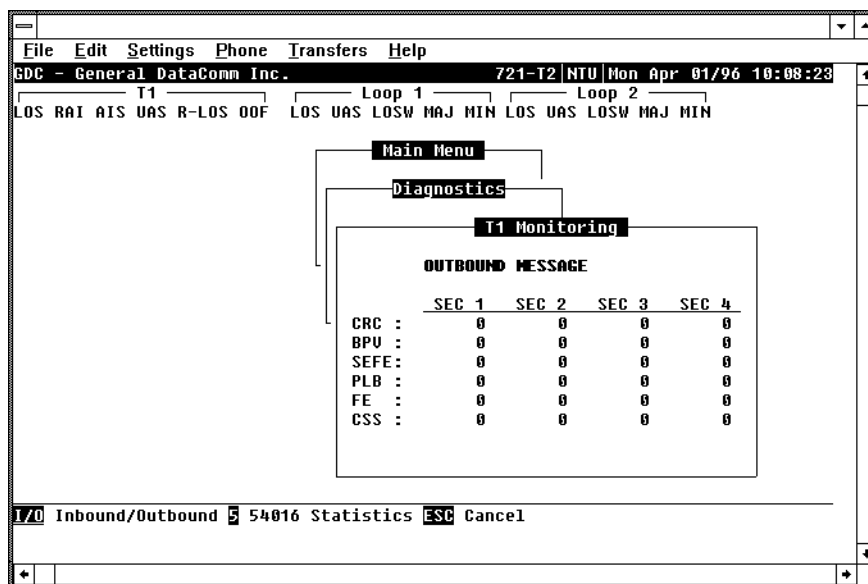 File Edit Settings Phone Transfers Help
GDC - General DataComm Inc. 721-T2 NTU Mon Apr 01/96 10:08:23
T1 Loop 1 Loop 2
LOS RAI AIS UAS R-LOS OOF LOS UAS LOSW MAJ MIN LOS UAS LOSW MAJ MIN
Main Menu
Diagnostics
T1 Monitoring
OUTBOUND MESSAGE
SEC 1 SEC 2 SEC 3 SEC 4
CRC : 0 0 0 0
BPV : 0 0 0 0
SEFE: 0 0 0 0
PLB : 0 0 0 0
FE : 0 0 0 0
CSS : 0 0 0 0
I/O Inbound/Outbound 5 54016 Statistics ESC Cancel